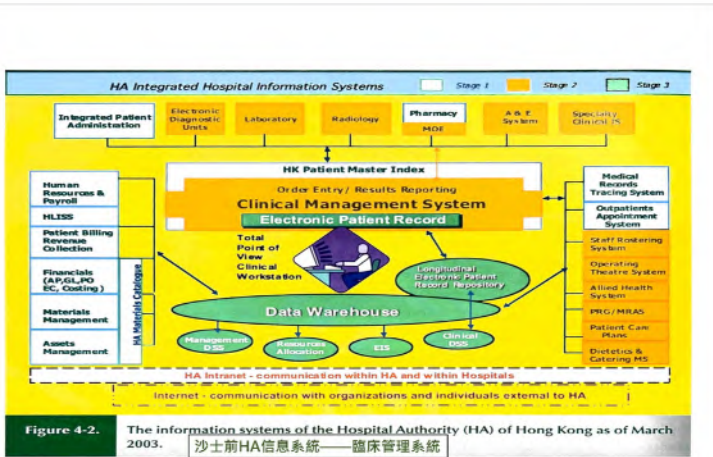 HA Integrated Hospital Information Systems
Stage 1
Stage 2
Stage 3
Integrated Patient
Administration
Electronic
Diagnostic
Units
Laboratory
Radiology
Pharmacy
MOE
A & E
System
Specialty
Clinical IS
HK Patient Master Index
Order Entry/ Results Reporting
Clinical Management System
Electronic Patient Record
Human
Resources &
Payroll
HLISS
Patient Billing
Revenue
Collection
Financials
(AP,GL,PO
EC, Costing)
Materials
Management
Assets
Management
HA Materials Catalogue
Total
Point of
View
Clinical
Workstation
Longitudinal
Electronic Patient
Record Repository
Data Warehouse
Management
DSS
Resources
Allocation
EIS
Clinical
DSS
Medical
Records
Tracing System
Outpatients
Appointment
System
Staff Rostering
System
Operating
Theatre System
Allied Health
System
PRG/MRAS
Patient Care
Plans
Dietetics &
Catering MS
HA Intranet - communication within HA and within Hospitals
Internet - communication with organizations and individuals external to HA
Figure 4-2. The information systems of the Hospital Authority (HA) of Hong Kong as of March
2003.
沙士前HA信息系統——臨床管理系統